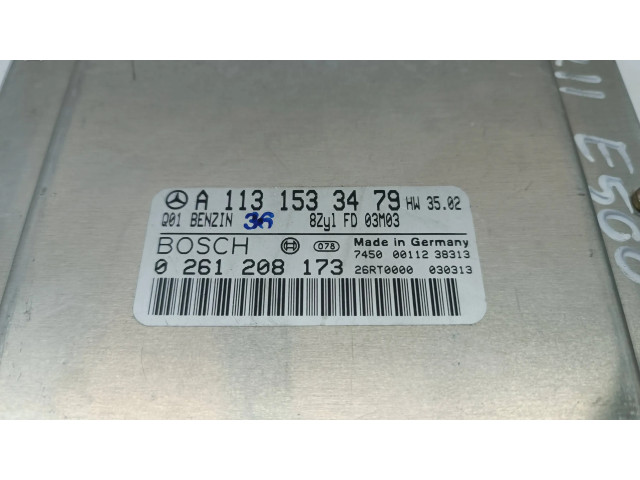 A 113 153 34 79 HW 35.02
Q01 BENZIN 36 8Zyl FD 03M03
BOSCH 078 Made in Germany
7450 00112 38313
0 261 208 173 26RT0000 030313
211
E500